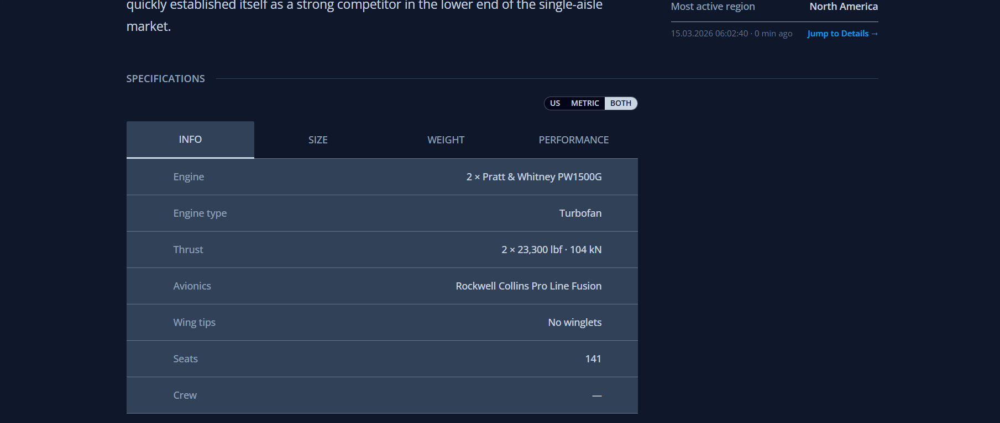 quickly established itself as a strong competitor in the lower end of the single-aisle
market.
Most active region North America
15.03.2026 06:02:40 · 0 min ago Jump to Details →
SPECIFICATIONS
US METRIC BOTH
INFO SIZE WEIGHT PERFORMANCE
Engine 2 × Pratt & Whitney PW1500G
Engine type Turbofan
Thrust 2 × 23,300 lbf · 104 kN
Avionics Rockwell Collins Pro Line Fusion
Wing tips No winglets
Seats 141
Crew —